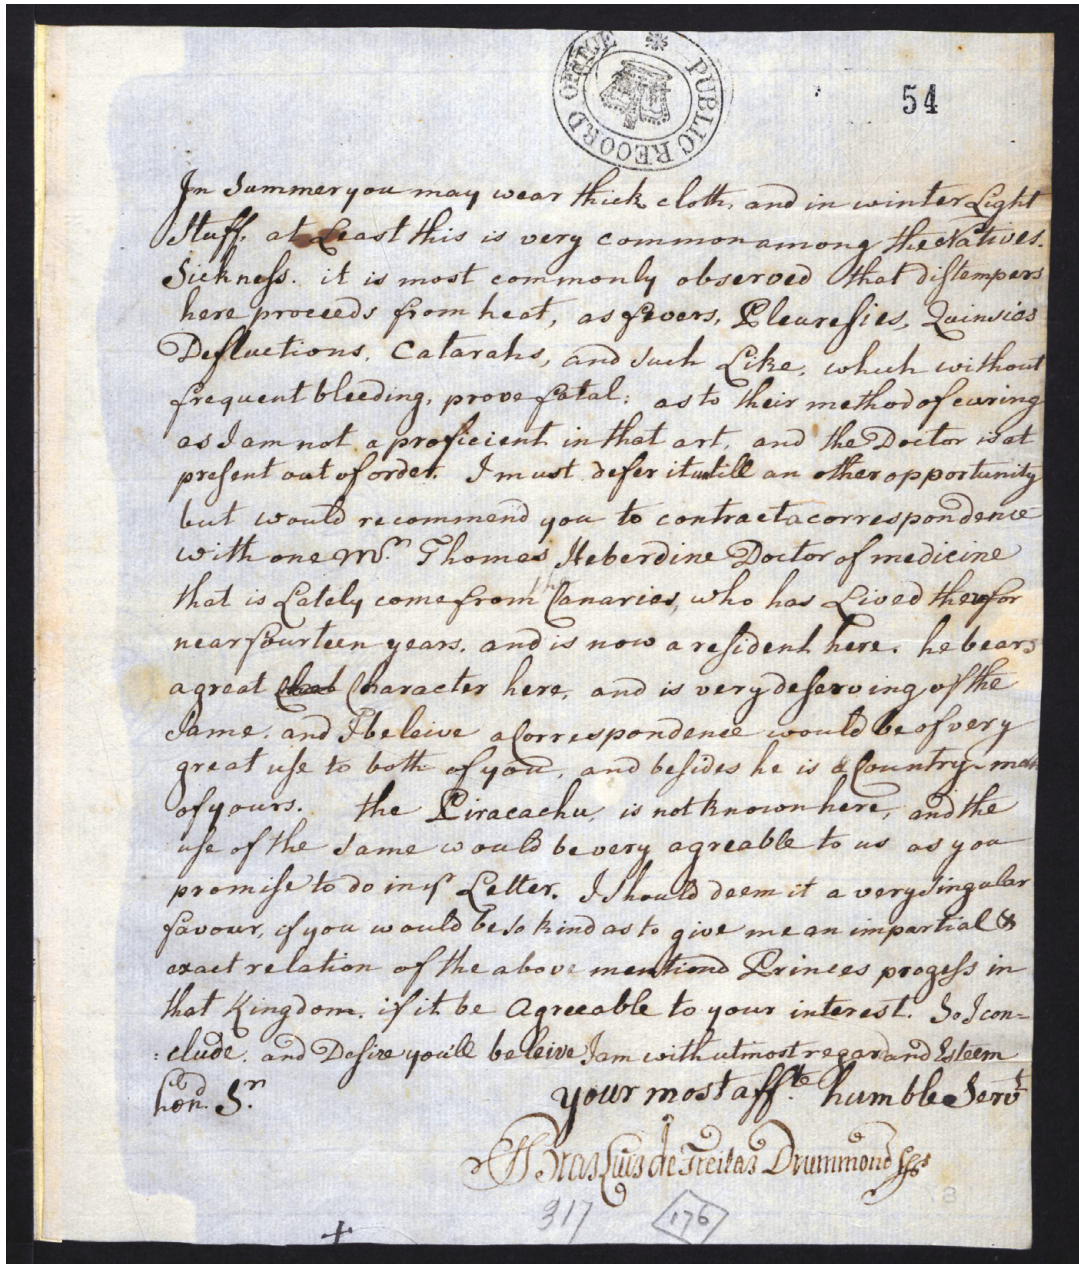 PUBLIC RECORD OFFICE
54
In Summer you may wear thick cloth, and in winter Light
Stuff, at Least this is very common among the Natives.
Sickness. it is most commonly observed that distempers
here proceeds from heat, as fevers, Pleuresies, Quinsies
Defluctions, Catarahs, and such Like, which without
frequent bleeding, prove fatal; as to their method of curing
as I am not a proficient in that art, and the Doctor is at
present out of order. I must defer it until an other opportunity
but would recommend you to contract a correspondence
with one Mr. Thomas Heberdine Doctor of medicine
that is Lately come from the Canaries, who has Lived there for
near fourteen years, and is now a resident here. he bears
a great Character here, and is very deserving of the
Same, and I beleive a Correspondence would be of very
great use to both of you, and besides he is a Country-man
of yours. the Piracachu, is not known here, and the
use of the Same would be very agreable to us as you
promise to do in yr. Letter. I Should deem it a very singular
favour, if you would be so kind as to give me an impartial &
exact relation of the above mentiond Princes progess in
that Kingdom, if it be agreeable to your interest. So I con=
:clude, and Desire you'll beleive I am with utmost regard and Esteem
hond. Sr. your most affte. humble Servt
Bras Luis de Freitas Drummond
317 176
78